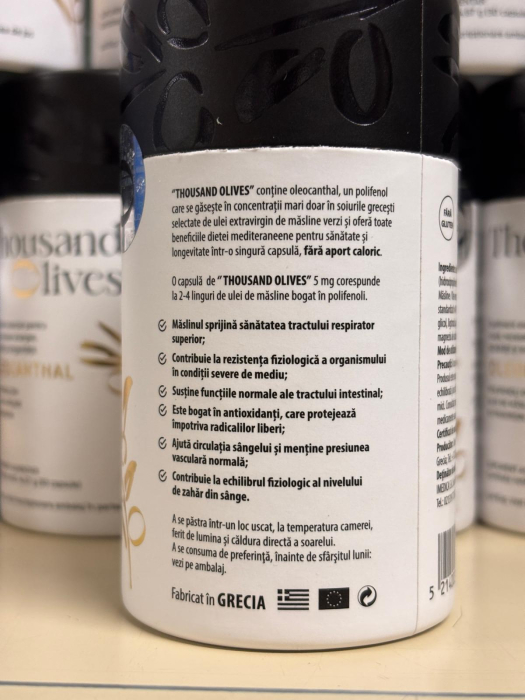 "THOUSAND OLIVES" conține oleocanthal, un polifenol
care se găsește în concentrații mari doar în soiurile grecești
selectate de ulei extravirgin de măsline verzi și oferă toate
beneficiile dietei mediteraneene pentru sănătate și
longevitate într-o singură capsulă, fără aport caloric.
O capsulă de "THOUSAND OLIVES" 5 mg corespunde
la 2-4 linguri de ulei de măsline bogat în polifenoli.
Măslinul sprijină sănătatea tractului respirator
superior;
Contribuie la rezistența fiziologică a organismului
în condiții severe de mediu;
Susține funcțiile normale ale tractului intestinal;
Este bogat în antioxidanți, care protejează
împotriva radicalilor liberi;
Ajută circulația sângelui și menține presiunea
vasculară normală;
Contribuie la echilibrul fiziologic al nivelului
de zahăr din sânge.
A se păstra într-un loc uscat, la temperatura camerei,
ferit de lumina și căldura directă a soarelui.
A se consuma de preferință, înainte de sfârșitul lunii:
vezi pe ambalaj.
Fabricat în GRECIA
housand
Olives
FĂRĂ
GLUTEN